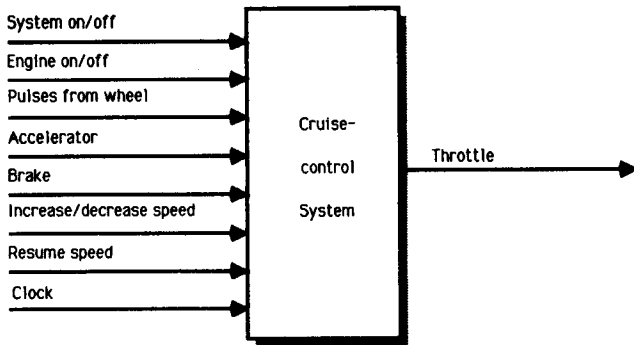 System on/off
Engine on/off
Pulses from wheel
Accelerator
Brake
Increase/decrease speed
Resume speed
Clock
Cruise-
control
System
Throttle